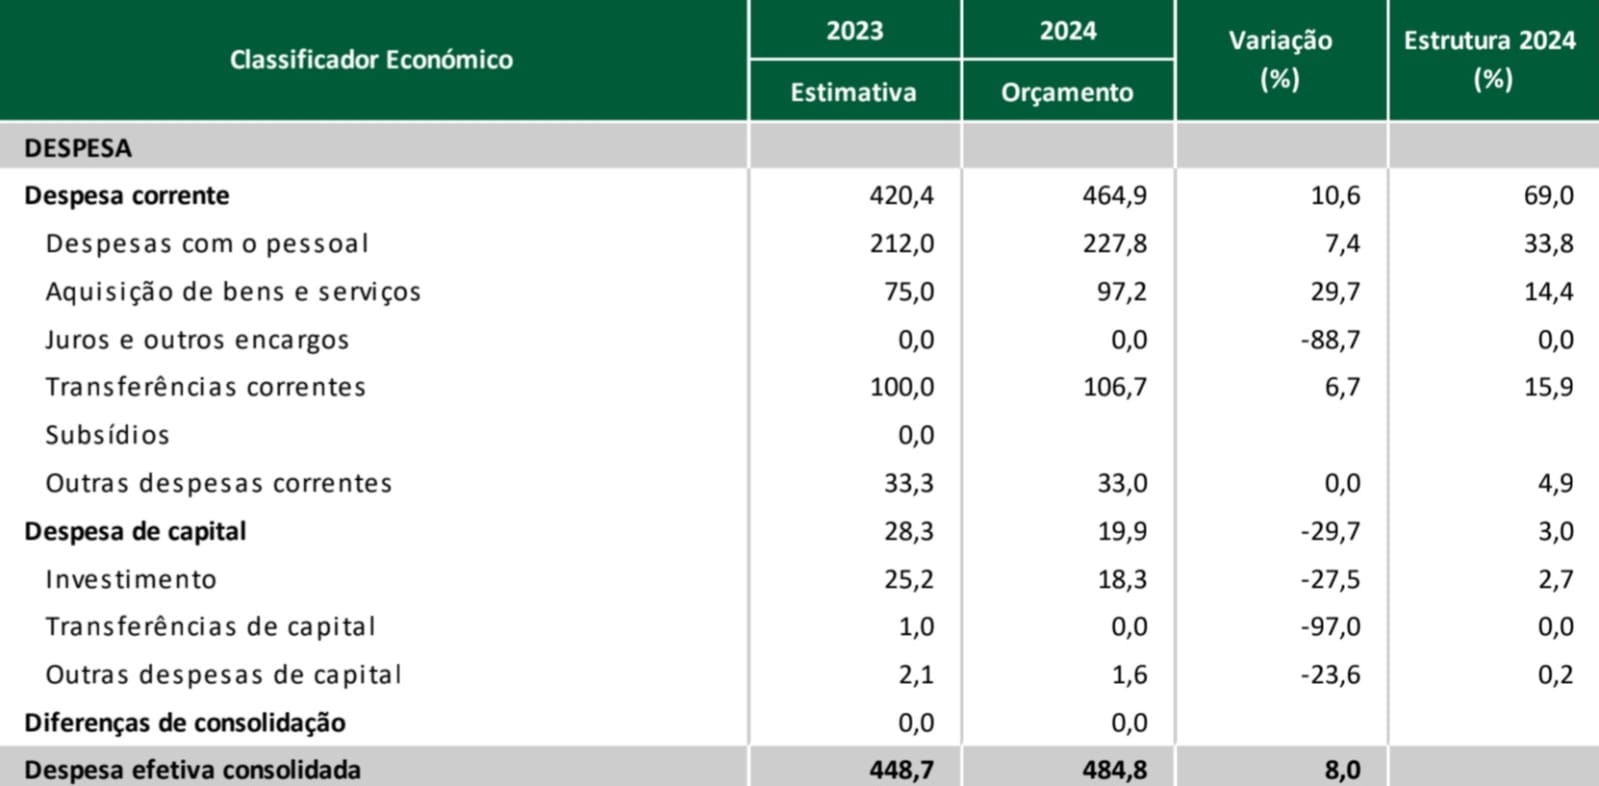 Classificador Económico 2023 2024 Variação (%) Estrutura 2024 (%)
Estimativa Orçamento
DESPESA
Despesa corrente 420,4 464,9 10,6 69,0
Despesas com o pessoal 212,0 227,8 7,4 33,8
Aquisição de bens e serviços 75,0 97,2 29,7 14,4
Juros e outros encargos 0,0 0,0 -88,7 0,0
Transferências correntes 100,0 106,7 6,7 15,9
Subsídios 0,0
Outras despesas correntes 33,3 33,0 0,0 4,9
Despesa de capital 28,3 19,9 -29,7 3,0
Investimento 25,2 18,3 -27,5 2,7
Transferências de capital 1,0 0,0 -97,0 0,0
Outras despesas de capital 2,1 1,6 -23,6 0,2
Diferenças de consolidação 0,0 0,0
Despesa efetiva consolidada 448,7 484,8 8,0